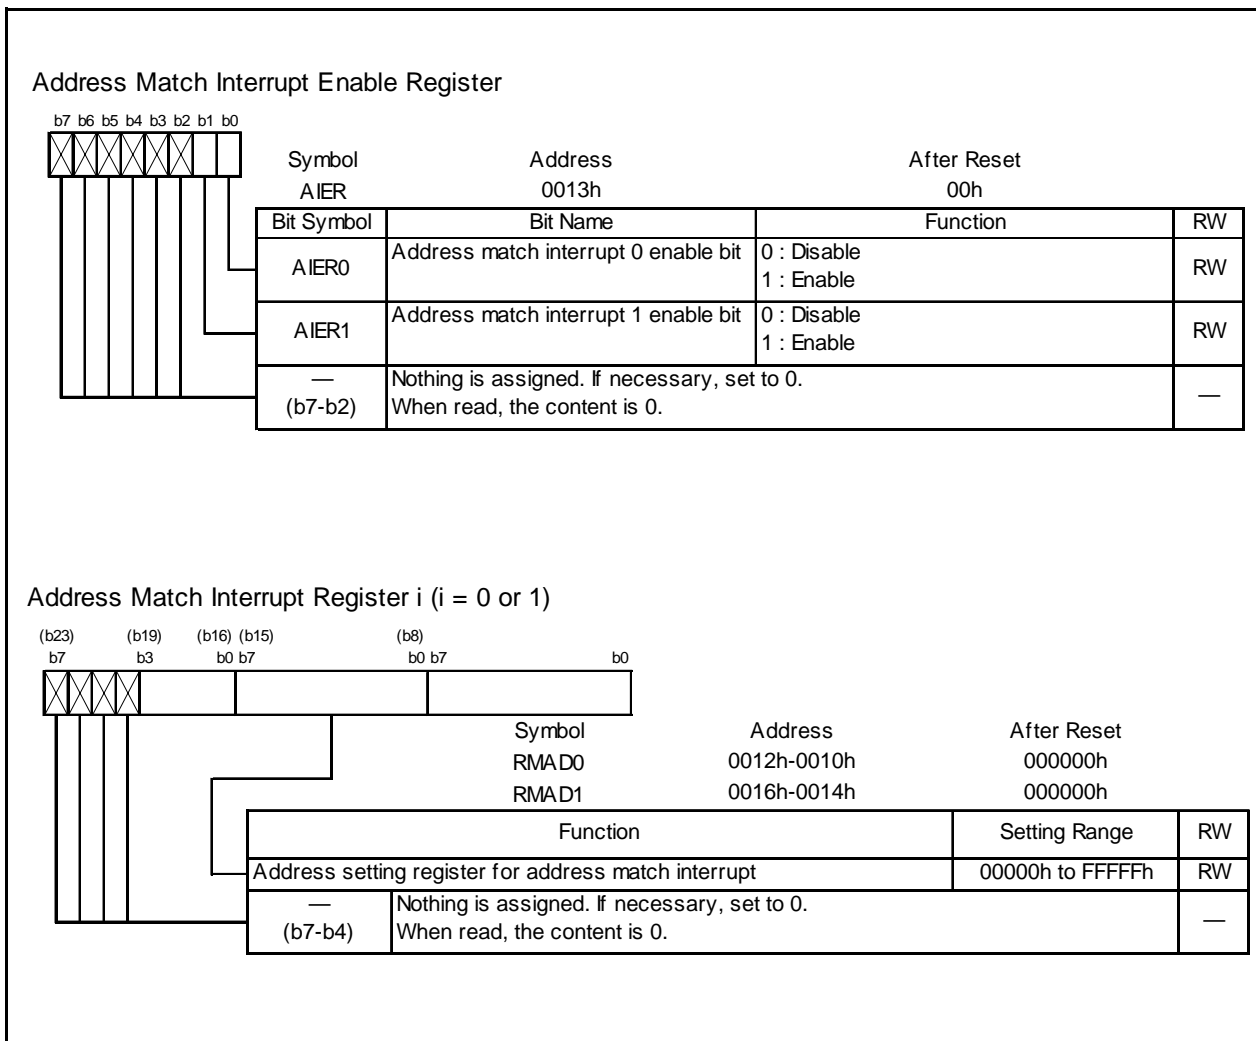 Address Match Interrupt Enable Register
b7 b6 b5 b4 b3 b2 b1 b0
Symbol Address After Reset
AIER 0013h 00h
Bit Symbol Bit Name Function RW
AIER0 Address match interrupt 0 enable bit 0 : Disable RW
1 : Enable
AIER1 Address match interrupt 1 enable bit 0 : Disable RW
1 : Enable
— Nothing is assigned. If necessary, set to 0. —
(b7-b2) When read, the content is 0.
Address Match Interrupt Register i (i = 0 or 1)
(b23) (b19) (b16) (b15) (b8)
b7 b3 b0 b7 b0 b7 b0
Symbol Address After Reset
RMAD0 0012h-0010h 000000h
RMAD1 0016h-0014h 000000h
Function Setting Range RW
Address setting register for address match interrupt 00000h to FFFFFh RW
— Nothing is assigned. If necessary, set to 0. —
(b7-b4) When read, the content is 0.